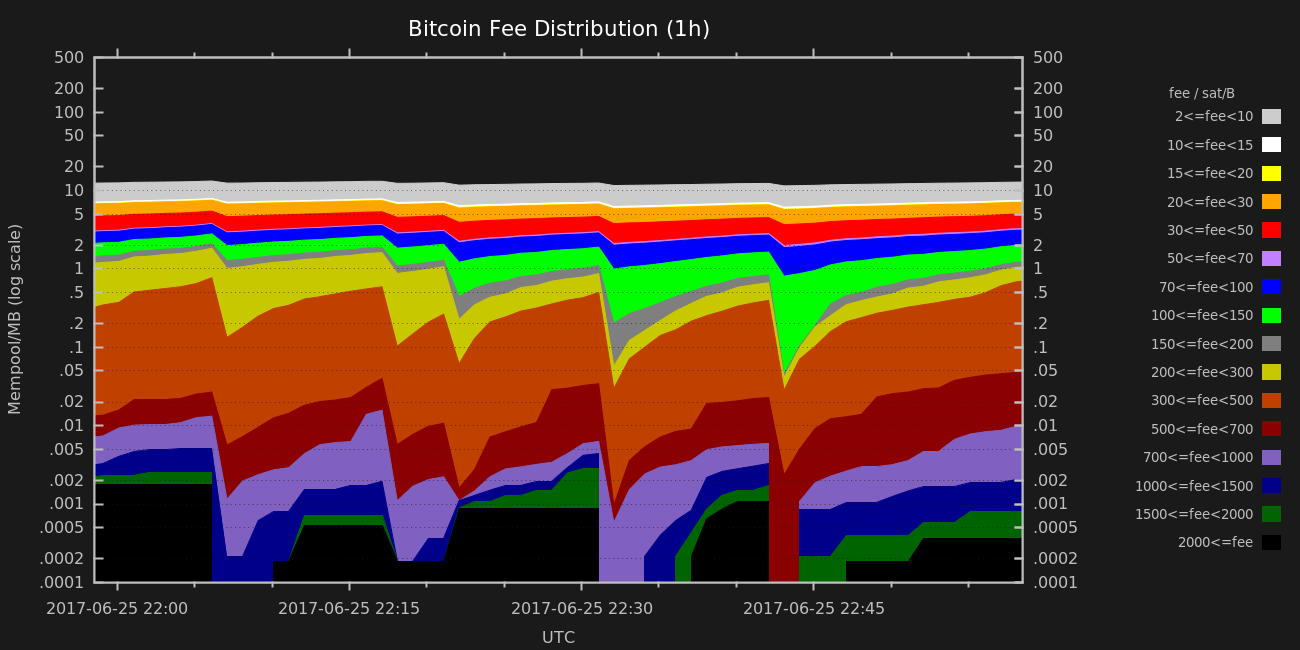 Bitcoin Fee Distribution (1h)
Mempool/MB (log scale)
500
200
100
50
20
10
5
2
1
.5
.2
.1
.05
.02
.01
.005
.002
.001
.0005
.0002
.0001
500
200
100
50
20
10
5
2
1
.5
.2
.1
.05
.02
.01
.005
.002
.001
.0005
.0002
.0001
2017-06-25 22:00 2017-06-25 22:15 2017-06-25 22:30 2017-06-25 22:45
UTC
fee / sat/B
2<=fee<10
10<=fee<15
15<=fee<20
20<=fee<30
30<=fee<50
50<=fee<70
70<=fee<100
100<=fee<150
150<=fee<200
200<=fee<300
300<=fee<500
500<=fee<700
700<=fee<1000
1000<=fee<1500
1500<=fee<2000
2000<=fee